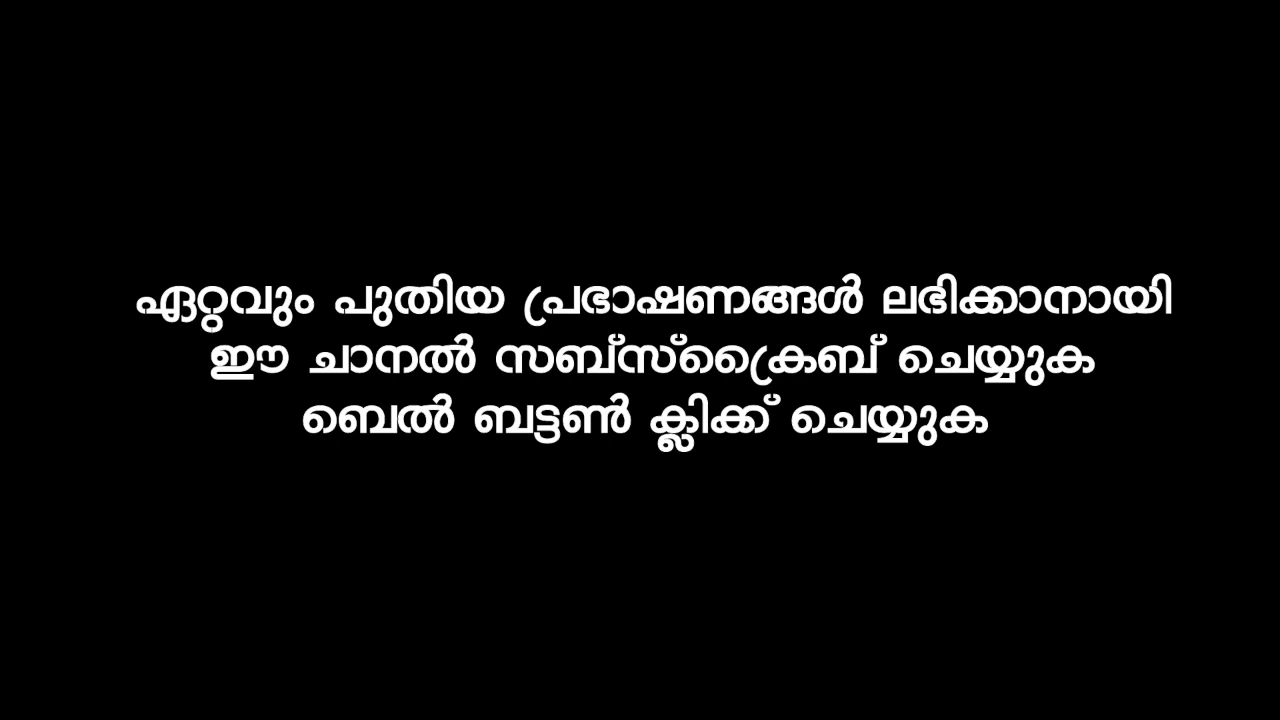 ഏറ്റവും പുതിയ പ്രഭാഷണങ്ങൾ ലഭിക്കാനായി
ഈ ചാനൽ സബ്സ്ക്രൈബ് ചെയ്യുക
ബെൽ ബട്ടൺ ക്ലിക്ക് ചെയ്യുക